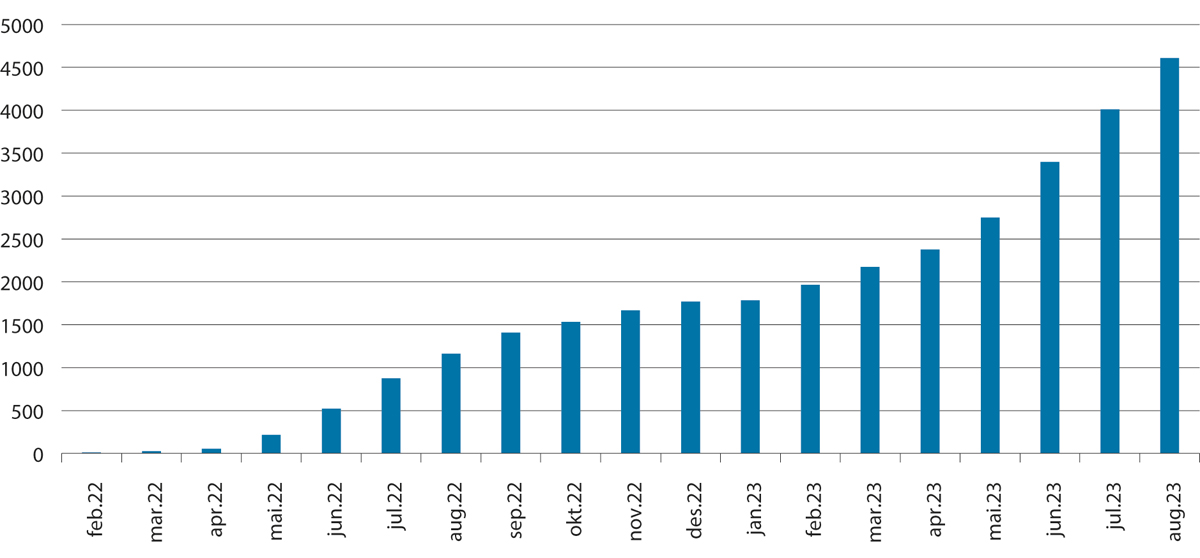 5000
4500
4000
3500
3000
2500
2000
1500
1000
500
0
feb.22
mar.22
apr.22
mai.22
jun.22
jul.22
aug.22
sep.22
okt.22
nov.22
des.22
jan.23
feb.23
mar.23
apr.23
mai.23
jun.23
jul.23
aug.23